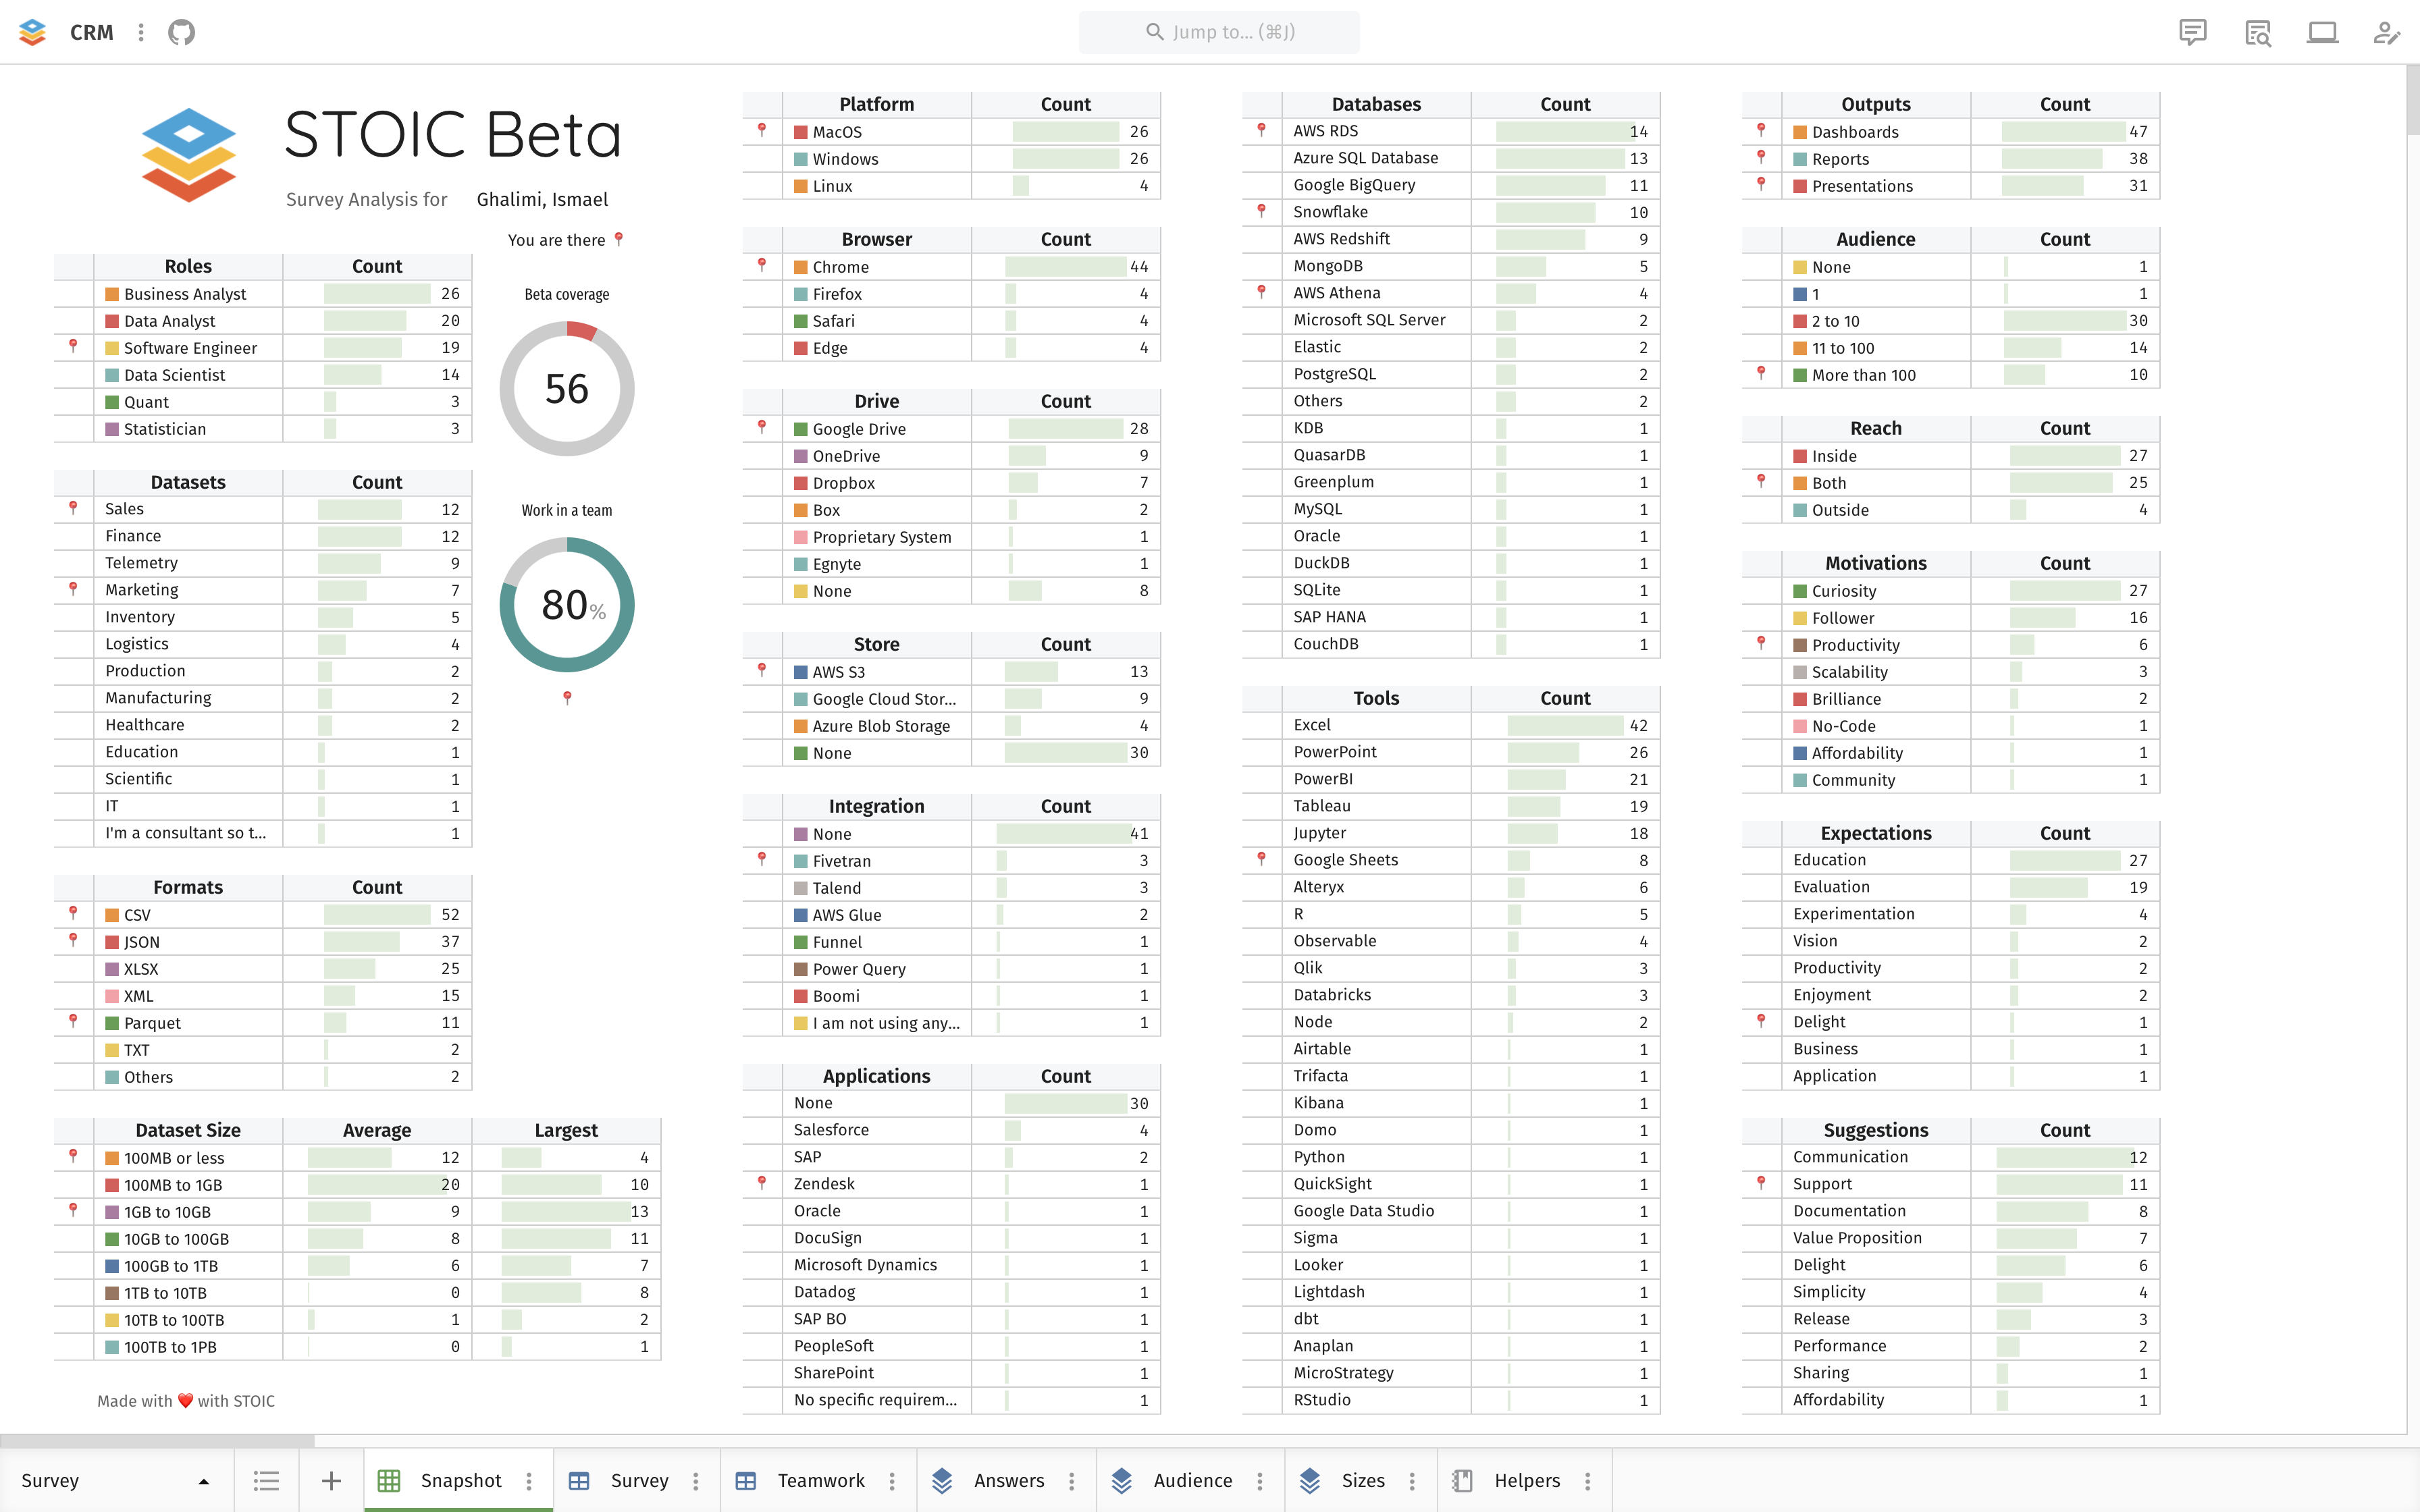 CRM
Jump to... (⌘J)
STOIC Beta
Survey Analysis for Ghalimi, Ismael
You are there
Roles Count
Business Analyst 26
Data Analyst 20
Software Engineer 19
Data Scientist 14
Quant 3
Statistician 3
Beta coverage
56
Datasets Count
Sales 12
Finance 12
Telemetry 9
Marketing 7
Inventory 5
Logistics 4
Production 2
Manufacturing 2
Healthcare 2
Education 1
Scientific 1
IT 1
I'm a consultant so t... 1
Work in a team
80%
Formats Count
CSV 52
JSON 37
XLSX 25
XML 15
Parquet 11
TXT 2
Others 2
Dataset Size Average Largest
100MB or less 12 4
100MB to 1GB 20 10
1GB to 10GB 9 13
10GB to 100GB 8 11
100GB to 1TB 6 7
1TB to 10TB 0 8
10TB to 100TB 1 2
100TB to 1PB 0 1
Made with ❤️ with STOIC
Platform Count
MacOS 26
Windows 26
Linux 4
Browser Count
Chrome 44
Firefox 4
Safari 4
Edge 4
Drive Count
Google Drive 28
OneDrive 9
Dropbox 7
Box 2
Proprietary System 1
Egnyte 1
None 8
Store Count
AWS S3 13
Google Cloud Stor... 9
Azure Blob Storage 4
None 30
Integration Count
None 41
Fivetran 3
Talend 3
AWS Glue 2
Funnel 1
Power Query 1
Boomi 1
I am not using any... 1
Applications Count
None 30
Salesforce 4
SAP 2
Zendesk 1
Oracle 1
DocuSign 1
Microsoft Dynamics 1
Datadog 1
SAP BO 1
PeopleSoft 1
SharePoint 1
No specific requirem... 1
Databases Count
AWS RDS 14
Azure SQL Database 13
Google BigQuery 11
Snowflake 10
AWS Redshift 9
MongoDB 5
AWS Athena 4
Microsoft SQL Server 2
Elastic 2
PostgreSQL 2
Others 2
KDB 1
QuasarDB 1
Greenplum 1
MySQL 1
Oracle 1
DuckDB 1
SQLite 1
SAP HANA 1
CouchDB 1
Tools Count
Excel 42
PowerPoint 26
PowerBI 21
Tableau 19
Jupyter 18
Google Sheets 8
Alteryx 6
R 5
Observable 4
Qlik 3
Databricks 3
Node 2
Airtable 1
Trifacta 1
Kibana 1
Domo 1
Python 1
QuickSight 1
Google Data Studio 1
Sigma 1
Looker 1
Lightdash 1
dbt 1
Anaplan 1
MicroStrategy 1
RStudio 1
Outputs Count
Dashboards 47
Reports 38
Presentations 31
Audience Count
None 1
1 1
2 to 10 30
11 to 100 14
More than 100 10
Reach Count
Inside 27
Both 25
Outside 4
Motivations Count
Curiosity 27
Follower 16
Productivity 6
Scalability 3
Brilliance 2
No-Code 1
Affordability 1
Community 1
Expectations Count
Education 27
Evaluation 19
Experimentation 4
Vision 2
Productivity 2
Enjoyment 2
Delight 1
Business 1
Application 1
Suggestions Count
Communication 12
Support 11
Documentation 8
Value Proposition 7
Delight 6
Simplicity 4
Release 3
Performance 2
Sharing 1
Affordability 1
Survey
Snapshot
Survey
Teamwork
Answers
Audience
Sizes
Helpers